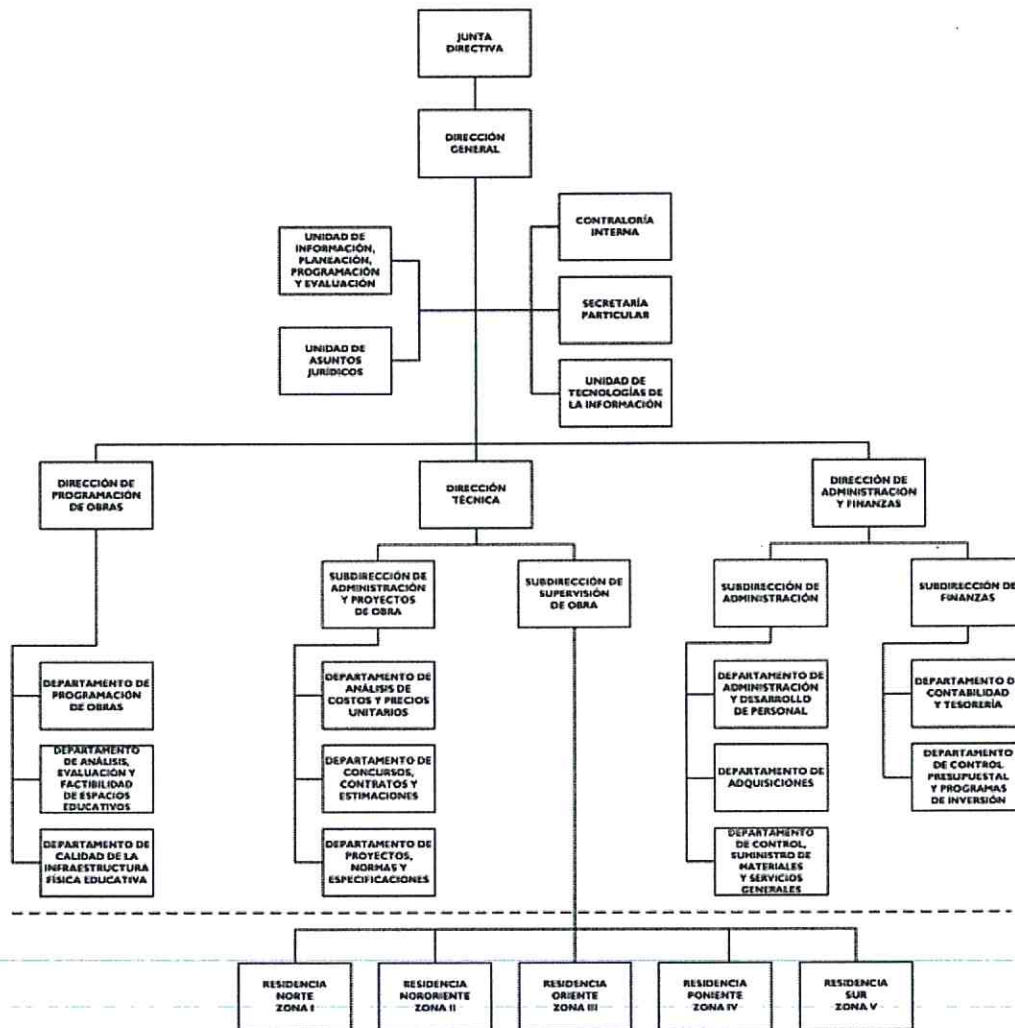 JUNTA
DIRECTIVA
DIRECCIÓN
GENERAL
UNIDAD DE
INFORMACIÓN,
PLANEACIÓN,
PROGRAMACIÓN
Y EVALUACIÓN
UNIDAD DE
ASUNTOS
JURÍDICOS
CONTRALORÍA
INTERNA
SECRETARÍA
PARTICULAR
UNIDAD DE
TECNOLOGÍAS DE
LA INFORMACIÓN
DIRECCIÓN DE
PROGRAMACIÓN
DE OBRAS
DIRECCIÓN
TÉCNICA
DIRECCIÓN DE
ADMINISTRACIÓN
Y FINANZAS
SUBDIRECCIÓN DE
ADMINISTRACIÓN
Y PROYECTOS
DE OBRA
SUBDIRECCIÓN DE
SUPERVISIÓN
DE OBRA
SUBDIRECCIÓN DE
ADMINISTRACIÓN
SUBDIRECCIÓN DE
FINANZAS
DEPARTAMENTO DE
PROGRAMACIÓN
DE OBRAS
DEPARTAMENTO
DE ANÁLISIS,
EVALUACIÓN Y
FACTIBILIDAD
DE ESPACIOS
EDUCATIVOS
DEPARTAMENTO DE
CALIDAD DE LA
INFRAESTRUCTURA
FÍSICA EDUCATIVA
DEPARTAMENTO DE
ANÁLISIS DE
COSTOS Y PRECIOS
UNITARIOS
DEPARTAMENTO DE
CONCURSOS,
CONTRATOS Y
ESTIMACIONES
DEPARTAMENTO DE
PROYECTOS,
NORMAS Y
ESPECIFICACIONES
DEPARTAMENTO DE
ADMINISTRACIÓN
Y DESARROLLO
DE PERSONAL
DEPARTAMENTO DE
ADQUISICIONES
DEPARTAMENTO
DE CONTROL,
SUMINISTRO DE
MATERIALES
Y SERVICIOS
GENERALES
DEPARTAMENTO DE
CONTABILIDAD
Y TESORERÍA
DEPARTAMENTO
DE CONTROL
PRESUPUESTAL
Y PROGRAMAS
DE INVERSIÓN
RESIDENCIA
NORTE
ZONA I
RESIDENCIA
NORORIENTE
ZONA II
RESIDENCIA
ORIENTE
ZONA III
RESIDENCIA
PONIENTE
ZONA IV
RESIDENCIA
SUR
ZONA V